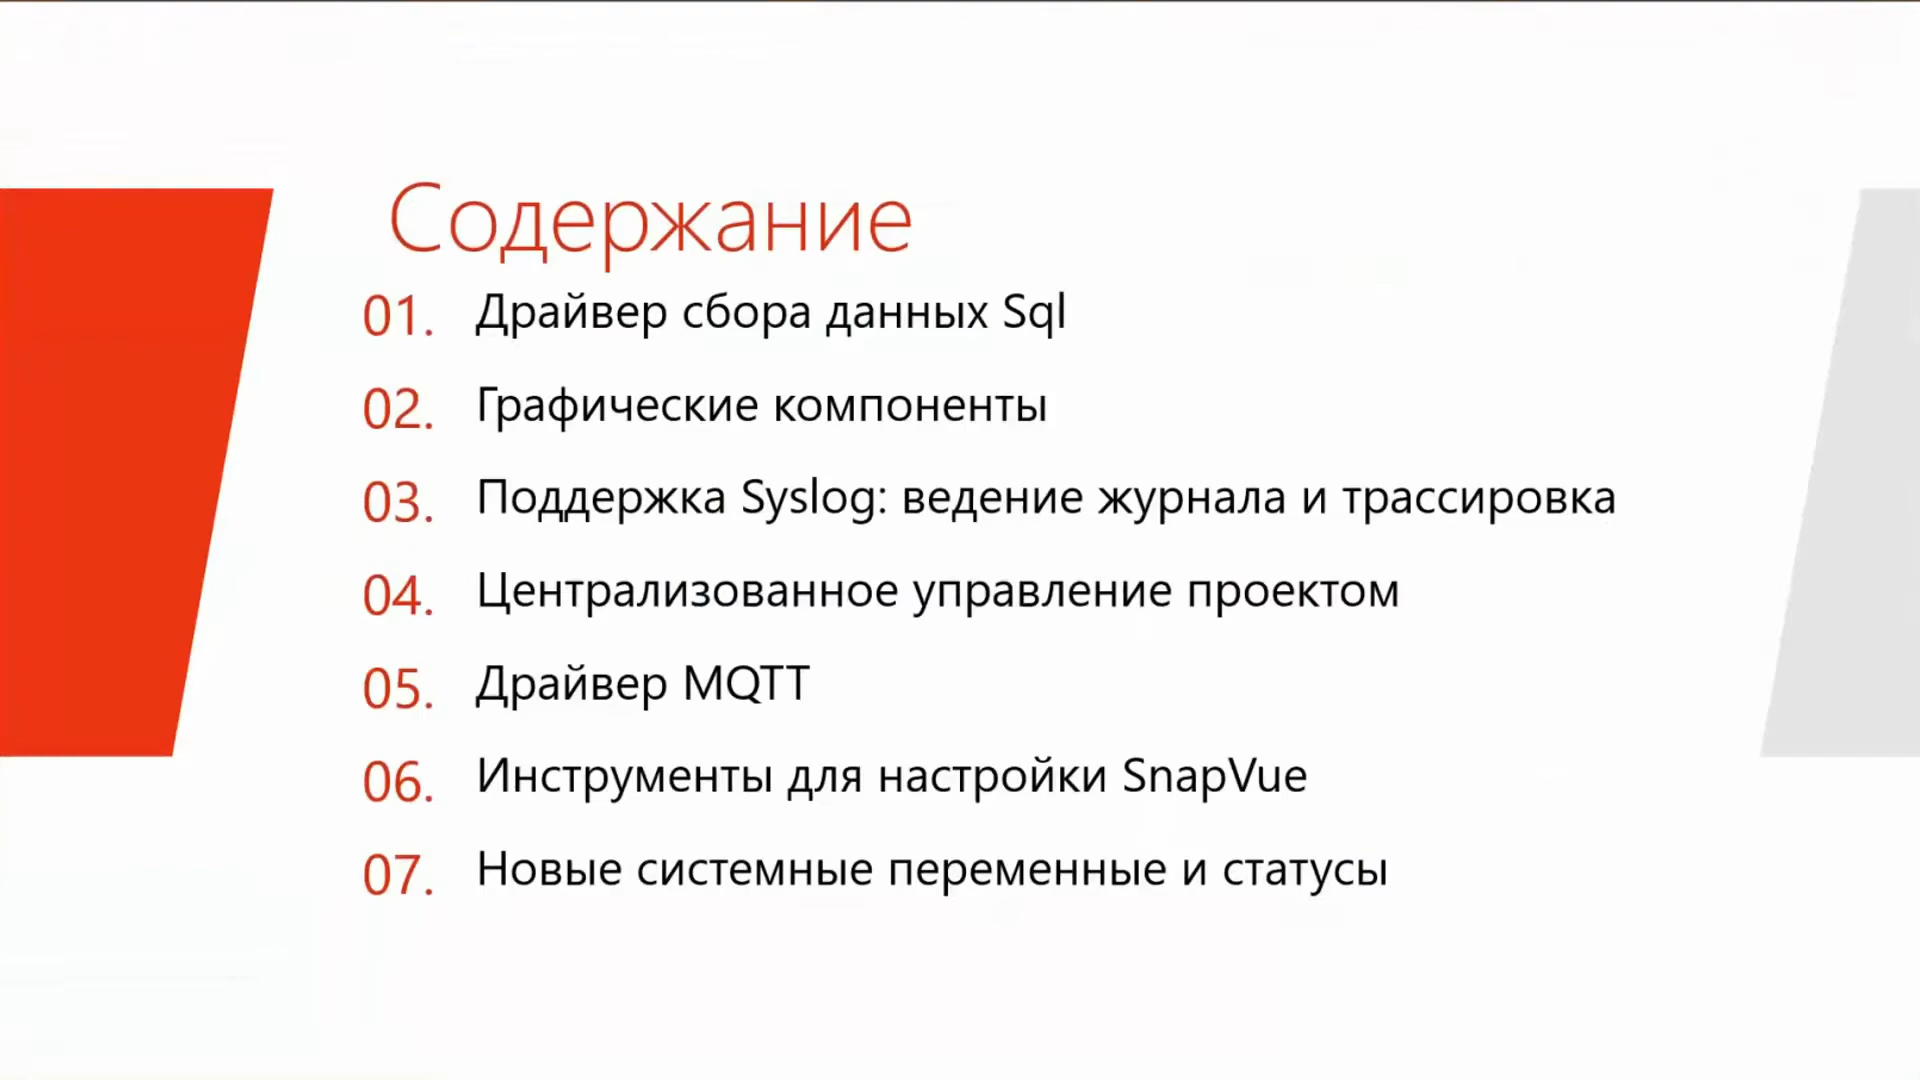 Содержание
01. Драйвер сбора данных Sql
02. Графические компоненты
03. Поддержка Syslog: ведение журнала и трассировка
04. Централизованное управление проектом
05. Драйвер MQTT
06. Инструменты для настройки SnapVue
07. Новые системные переменные и статусы